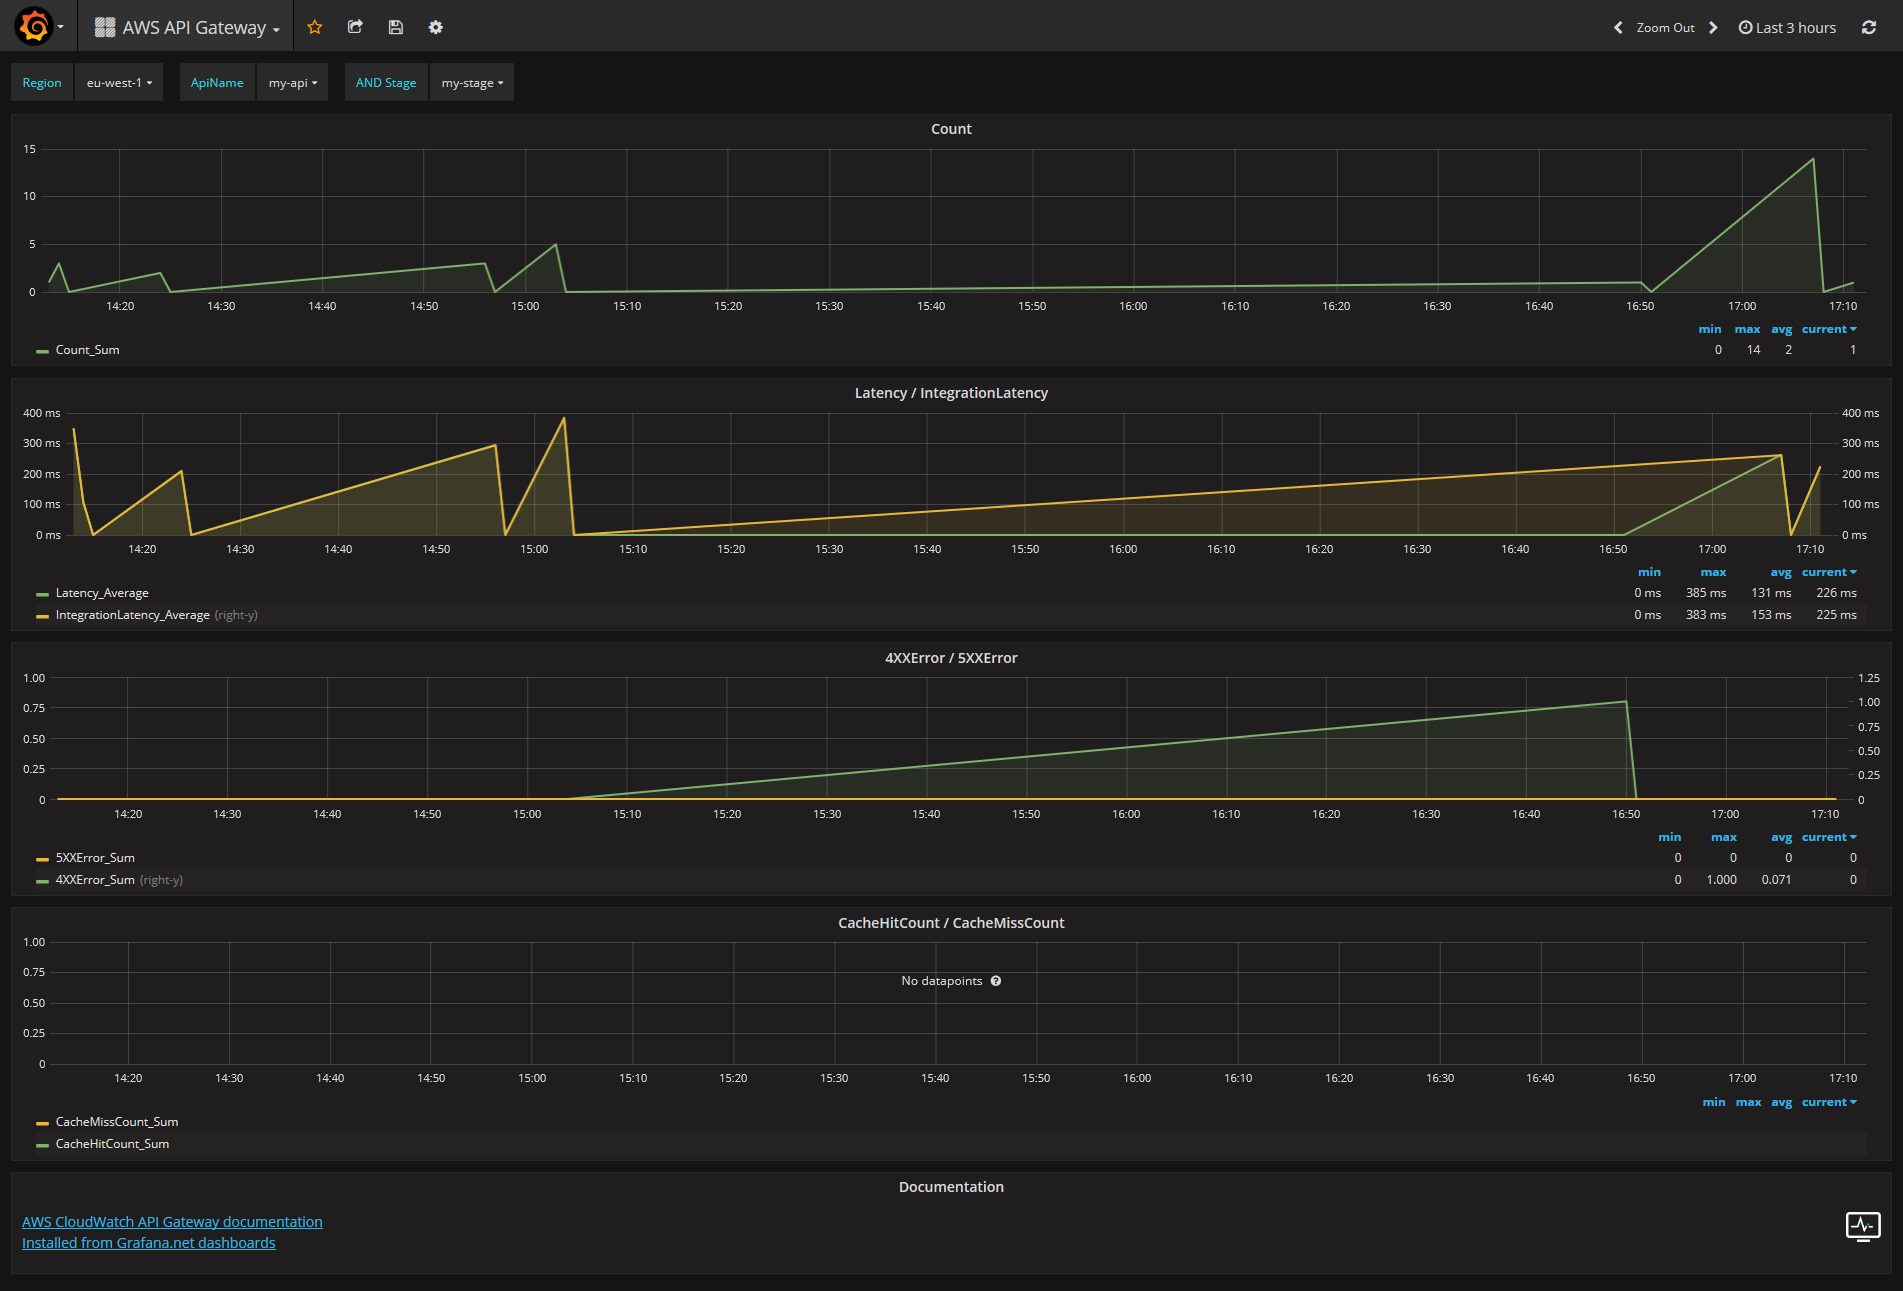 AWS API Gateway
Zoom Out Last 3 hours
Region eu-west-1 ApiName my-api AND Stage my-stage
Count
15
10
5
0
14:20 14:30 14:40 14:50 15:00 15:10 15:20 15:30 15:40 15:50 16:00 16:10 16:20 16:30 16:40 16:50 17:00 17:10
min max avg current
Count_Sum 0 14 2 1
Latency / IntegrationLatency
400 ms 400 ms
300 ms 300 ms
200 ms 200 ms
100 ms 100 ms
0 ms 0 ms
14:20 14:30 14:40 14:50 15:00 15:10 15:20 15:30 15:40 15:50 16:00 16:10 16:20 16:30 16:40 16:50 17:00 17:10
min max avg current
Latency_Average 0 ms 385 ms 131 ms 226 ms
IntegrationLatency_Average (right-y) 0 ms 383 ms 153 ms 225 ms
4XXError / 5XXError
1.00 1.25
0.75 1.00
0.50 0.75
0.25 0.50
0 0.25
0
14:20 14:30 14:40 14:50 15:00 15:10 15:20 15:30 15:40 15:50 16:00 16:10 16:20 16:30 16:40 16:50 17:00 17:10
min max avg current
5XXError_Sum 0 0 0 0
4XXError_Sum (right-y) 0 1.000 0.071 0
CacheHitCount / CacheMissCount
1.00
0.75
No datapoints
0.50
0.25
0
14:20 14:30 14:40 14:50 15:00 15:10 15:20 15:30 15:40 15:50 16:00 16:10 16:20 16:30 16:40 16:50 17:00 17:10
min max avg current
CacheMissCount_Sum
CacheHitCount_Sum
Documentation
AWS CloudWatch API Gateway documentation
Installed from Grafana.net dashboards